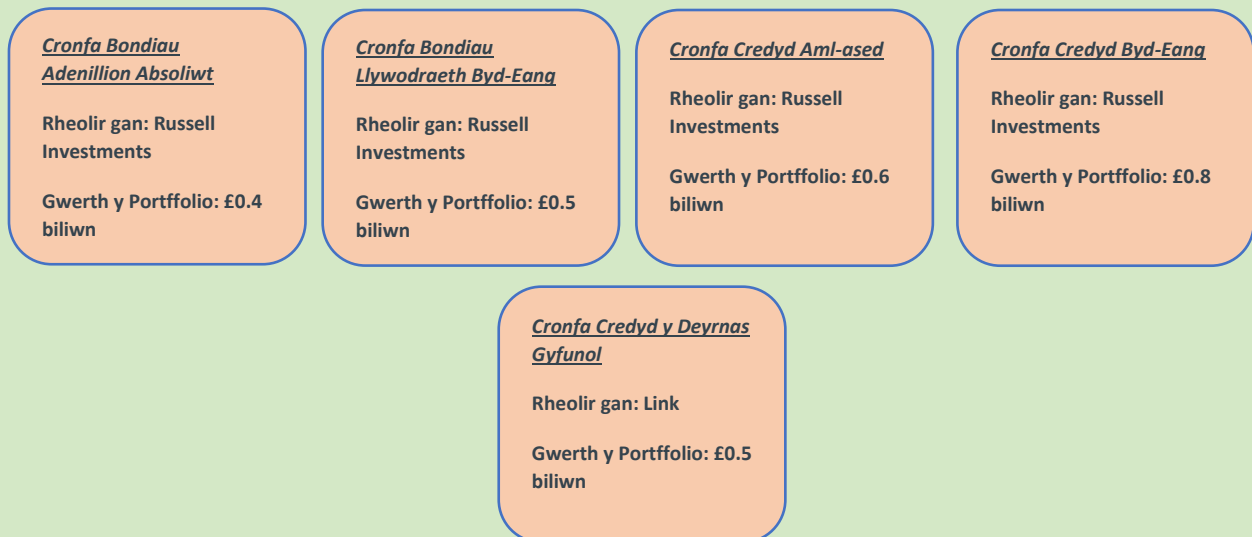 Cronfa Bondiau
Adenillion Absoliwt
Rheolir gan: Russell
Investments
Gwerth y Portffolio: £0.4
biliwn
Cronfa Bondiau
Llywodraeth Byd-Eang
Rheolir gan: Russell
Investments
Gwerth y Portffolio: £0.5
biliwn
Cronfa Credyd Aml-ased
Rheolir gan: Russell
Investments
Gwerth y Portffolio: £0.6
biliwn
Cronfa Credyd Byd-Eang
Rheolir gan: Russell
Investments
Gwerth y Portffolio: £0.8
biliwn
Cronfa Credyd y Deyrnas
Gyfunol
Rheolir gan: Link
Gwerth y Portffolio: £0.5
biliwn